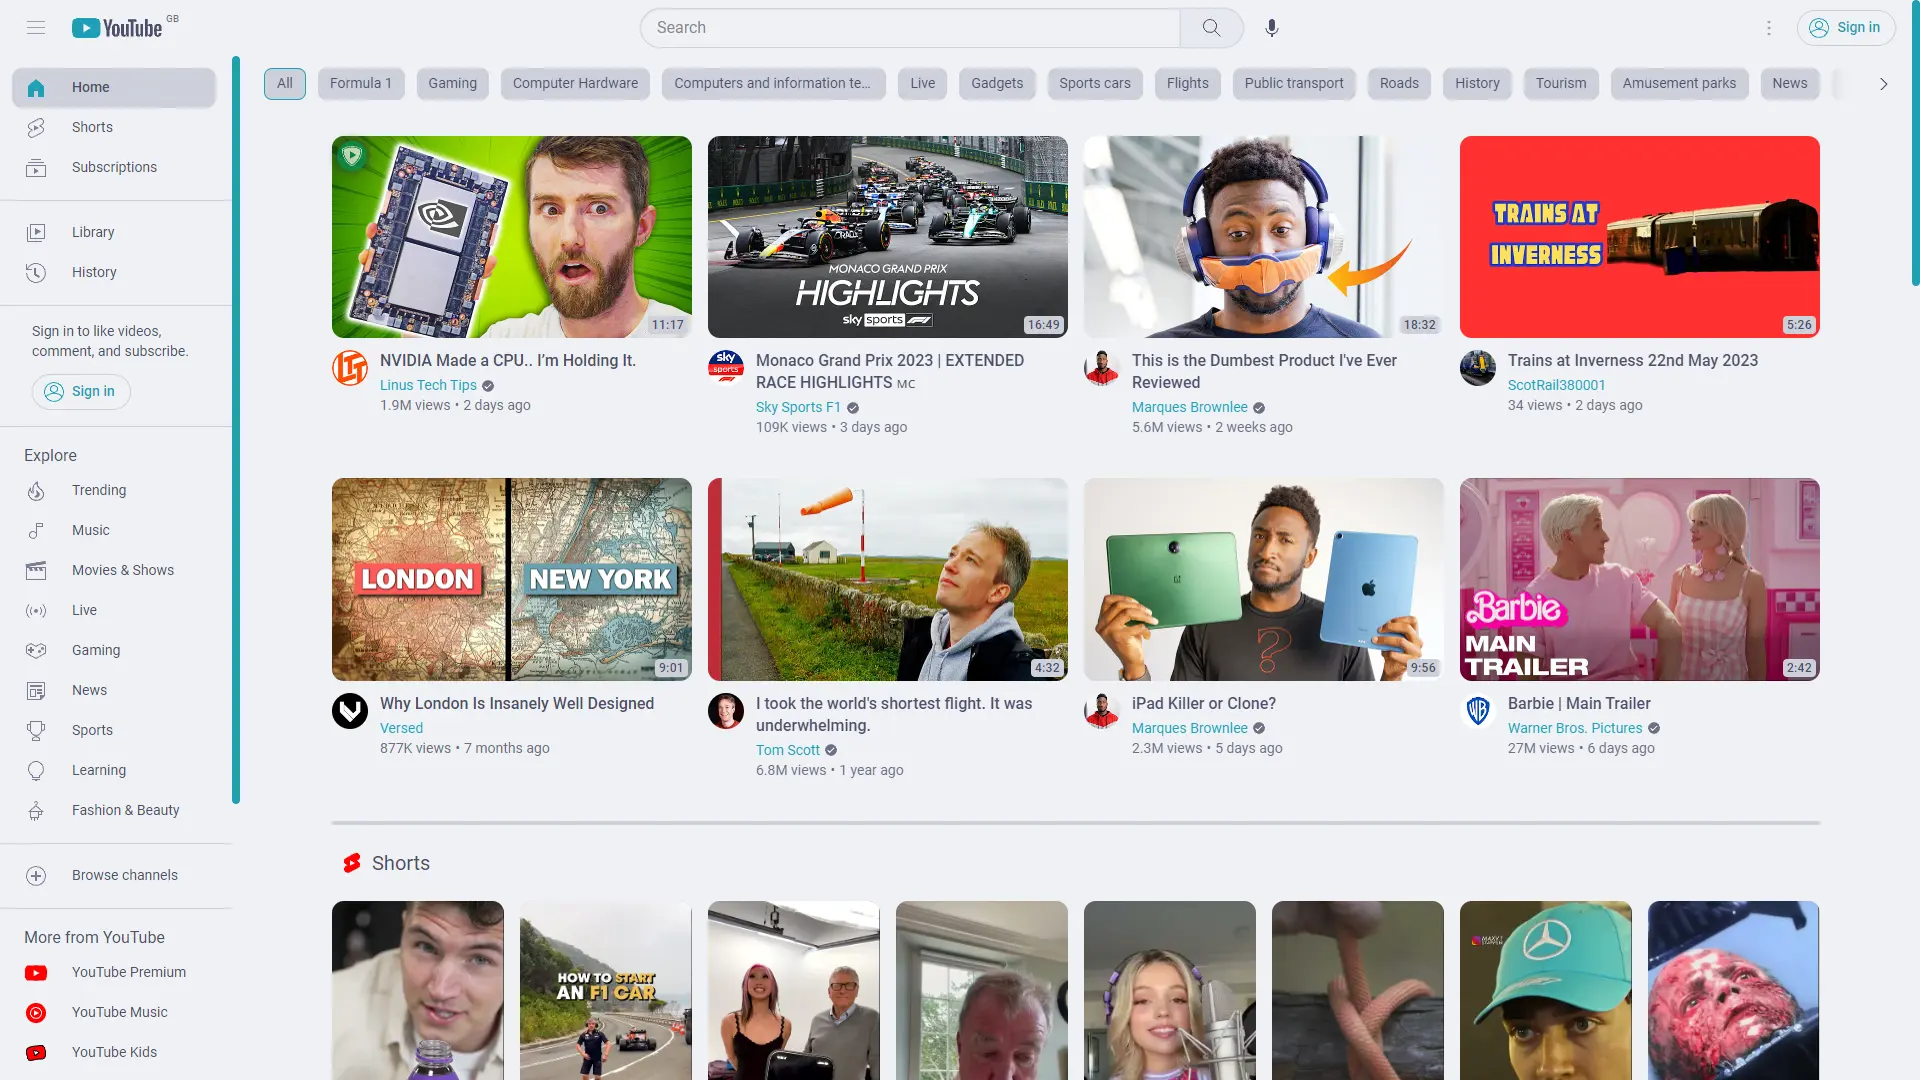 YouTube GB
Search
Sign in
Home
Shorts
Subscriptions
Library
History
Sign in to like videos,
comment, and subscribe.
Sign in
Explore
Trending
Music
Movies & Shows
Live
Gaming
News
Sports
Learning
Fashion & Beauty
Browse channels
More from YouTube
YouTube Premium
YouTube Music
YouTube Kids
All
Formula 1
Gaming
Computer Hardware
Computers and information te...
Live
Gadgets
Sports cars
Flights
Public transport
Roads
History
Tourism
Amusement parks
News
11:17
NVIDIA Made a CPU.. I'm Holding It.
Linus Tech Tips
1.9M views • 2 days ago
MONACO GRAND PRIX
HIGHLIGHTS
sky sports F1
16:49
sky
sports
Monaco Grand Prix 2023 | EXTENDED
RACE HIGHLIGHTS MC
Sky Sports F1
109K views • 3 days ago
18:32
This is the Dumbest Product I've Ever
Reviewed
Marques Brownlee
5.6M views • 2 weeks ago
TRAINS AT
INVERNESS
5:26
Trains at Inverness 22nd May 2023
ScotRail380001
34 views • 2 days ago
LONDON
NEW YORK
9:01
Why London Is Insanely Well Designed
Versed
877K views • 7 months ago
4:32
I took the world's shortest flight. It was
underwhelming.
Tom Scott
6.8M views • 1 year ago
?
9:56
iPad Killer or Clone?
Marques Brownlee
2.3M views • 5 days ago
Barbie
MAIN
TRAILER
2:42
WB
Barbie | Main Trailer
Warner Bros. Pictures
27M views • 6 days ago
Shorts
HOW TO START
AN F1 CAR